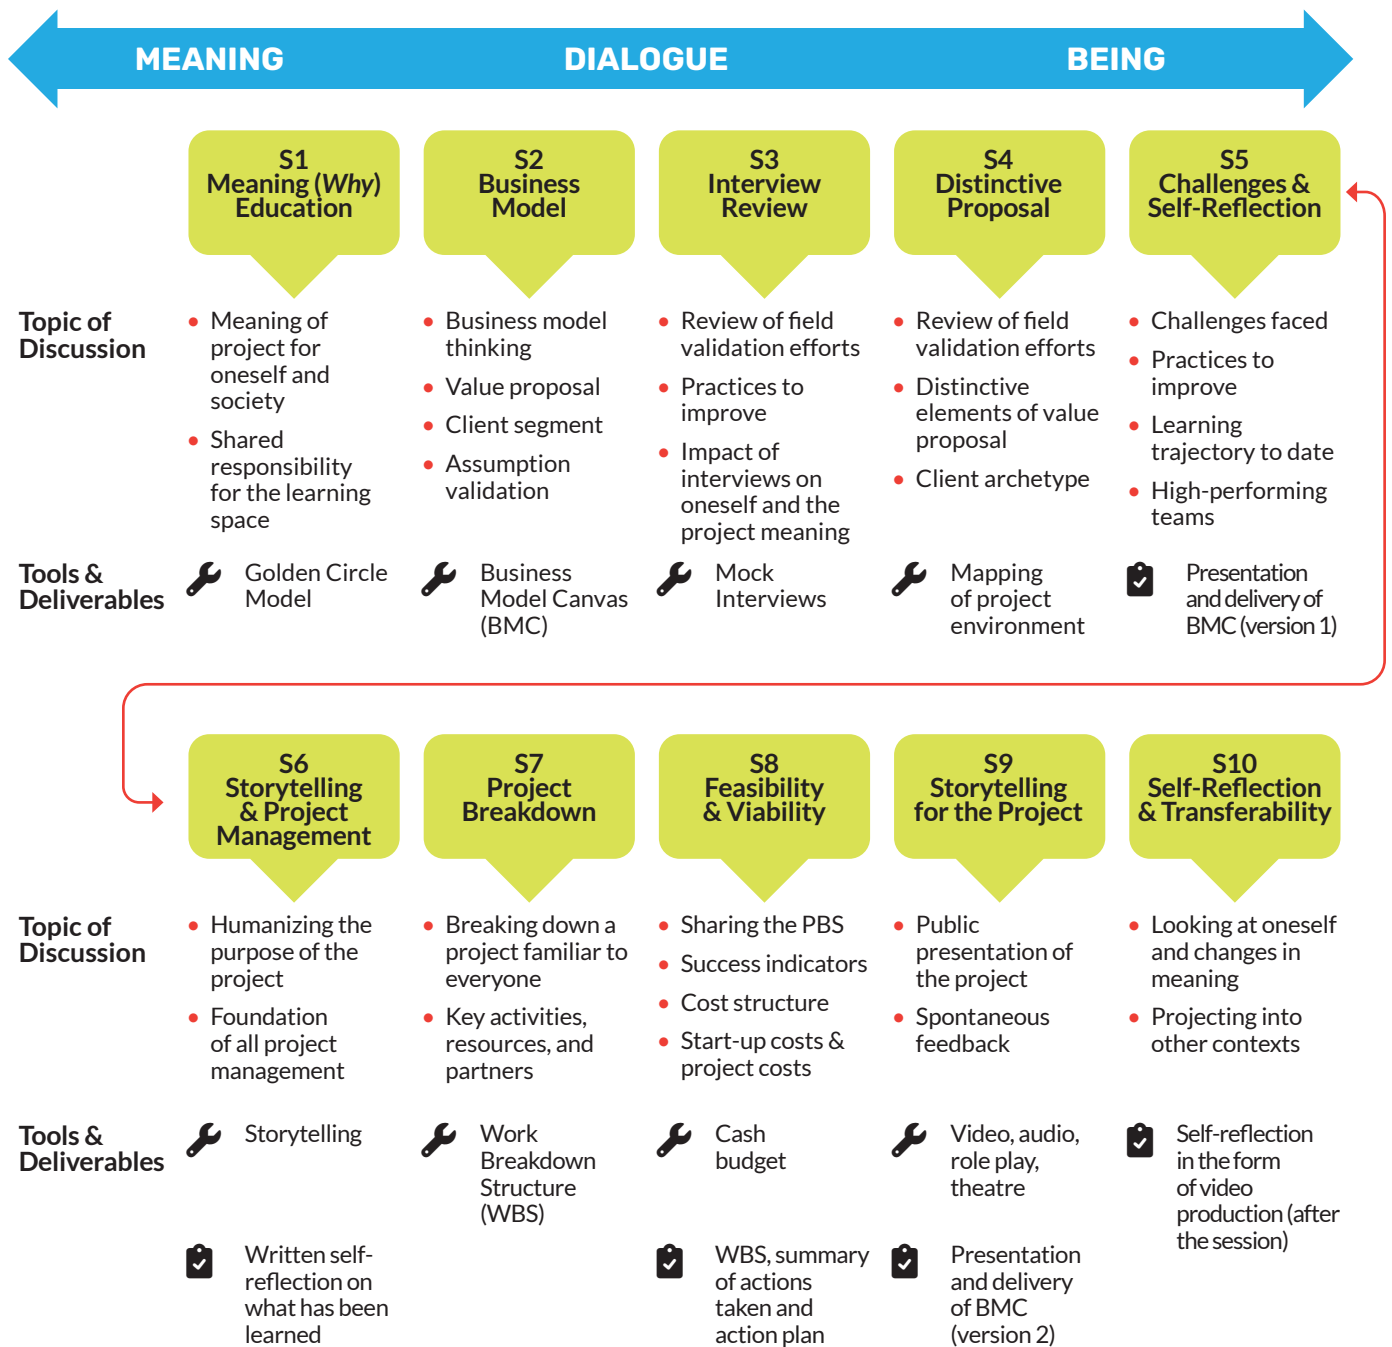 MEANING DIALOGUE BEING
S1
Meaning (Why)
Education
S2
Business
Model
S3
Interview
Review
S4
Distinctive
Proposal
S5
Challenges &
Self-Reflection
Topic of
Discussion
• Meaning of
project for
oneself and
society
• Shared
responsibility
for the learning
space
• Business model
thinking
• Value proposal
• Client segment
• Assumption
validation
• Review of field
validation efforts
• Practices to
improve
• Impact of
interviews on
oneself and the
project meaning
• Review of field
validation efforts
• Distinctive
elements of value
proposal
• Client archetype
• Challenges faced
• Practices to
improve
• Learning
trajectory to date
• High-performing
teams
Tools &
Deliverables
Golden Circle
Model
Business
Model Canvas
(BMC)
Mock
Interviews
Mapping
of project
environment
Presentation
and delivery of
BMC (version 1)
S6
Storytelling
& Project
Management
S7
Project
Breakdown
S8
Feasibility
& Viability
S9
Storytelling
for the Project
S10
Self-Reflection
& Transferability
Topic of
Discussion
• Humanizing the
purpose of the
project
• Foundation
of all project
management
• Breaking down a
project familiar to
everyone
• Key activities,
resources, and
partners
• Sharing the PBS
• Success indicators
• Cost structure
• Start-up costs &
project costs
• Public
presentation of
the project
• Spontaneous
feedback
• Looking at oneself
and changes in
meaning
• Projecting into
other contexts
Tools &
Deliverables
Storytelling
Written self-
reflection on
what has been
learned
Work
Breakdown
Structure
(WBS)
Cash
budget
WBS, summary
of actions
taken and
action plan
Video, audio,
role play,
theatre
Presentation
and delivery
of BMC
(version 2)
Self-reflection
in the form
of video
production (after
the session)